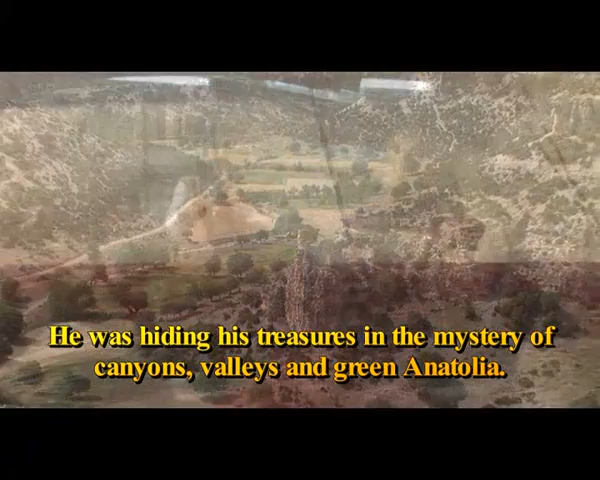 He was hiding his treasures in the mystery of
canyons, valleys and green Anatolia.